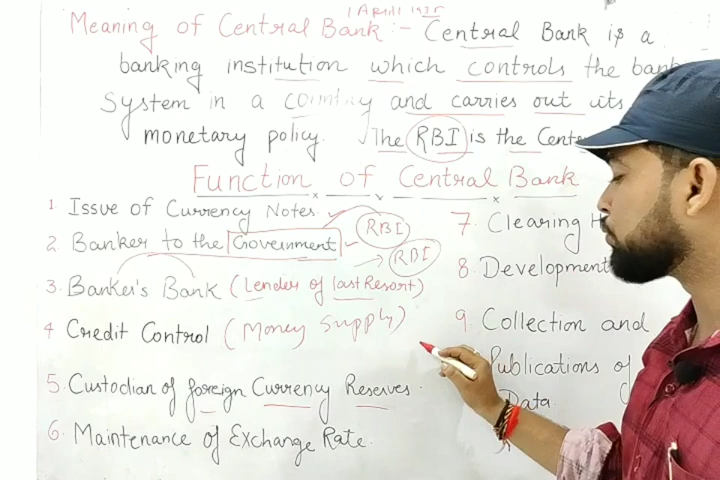 1 April 1935
Meaning of Central Bank :- Central Bank is a
banking institution which controls the bank
System in a country and carries out its
monetary policy. The RBI is the Cent
Function of Central Bank
1. Issue of Currency Notes. RBI
2. Banker to the Government RBI
3. Banker's Bank (Lender of last Resort)
4 Credit Control (Money Supply)
5. Custodian of foreign Currency Reserves.
6. Maintenance of Exchange Rate.
7. Clearing H
8. Development
9. Collection and
Publications of
Data.